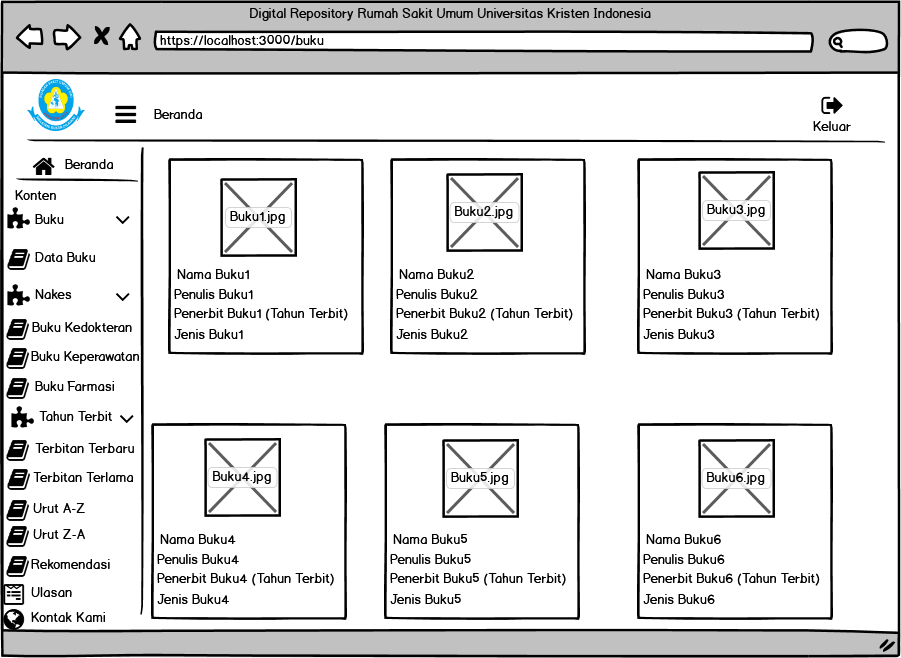 Digital Repository Rumah Sakit Umum Universitas Kristen Indonesia
https://localhost:3000/buku
Beranda
Keluar
Beranda
Konten
Buku
Data Buku
Nakes
Buku Kedokteran
Buku Keperawatan
Buku Farmasi
Tahun Terbit
Terbitan Terbaru
Terbitan Terlama
Urut A-Z
Urut Z-A
Rekomendasi
Ulasan
Kontak Kami
Buku1.jpg
Nama Buku1
Penulis Buku1
Penerbit Buku1 (Tahun Terbit)
Jenis Buku1
Buku2.jpg
Nama Buku2
Penulis Buku2
Penerbit Buku2 (Tahun Terbit)
Jenis Buku2
Buku3.jpg
Nama Buku3
Penulis Buku3
Penerbit Buku3 (Tahun Terbit)
Jenis Buku3
Buku4.jpg
Nama Buku4
Penulis Buku4
Penerbit Buku4 (Tahun Terbit)
Jenis Buku4
Buku5.jpg
Nama Buku5
Penulis Buku5
Penerbit Buku5 (Tahun Terbit)
Jenis Buku5
Buku6.jpg
Nama Buku6
Penulis Buku6
Penerbit Buku6 (Tahun Terbit)
Jenis Buku6